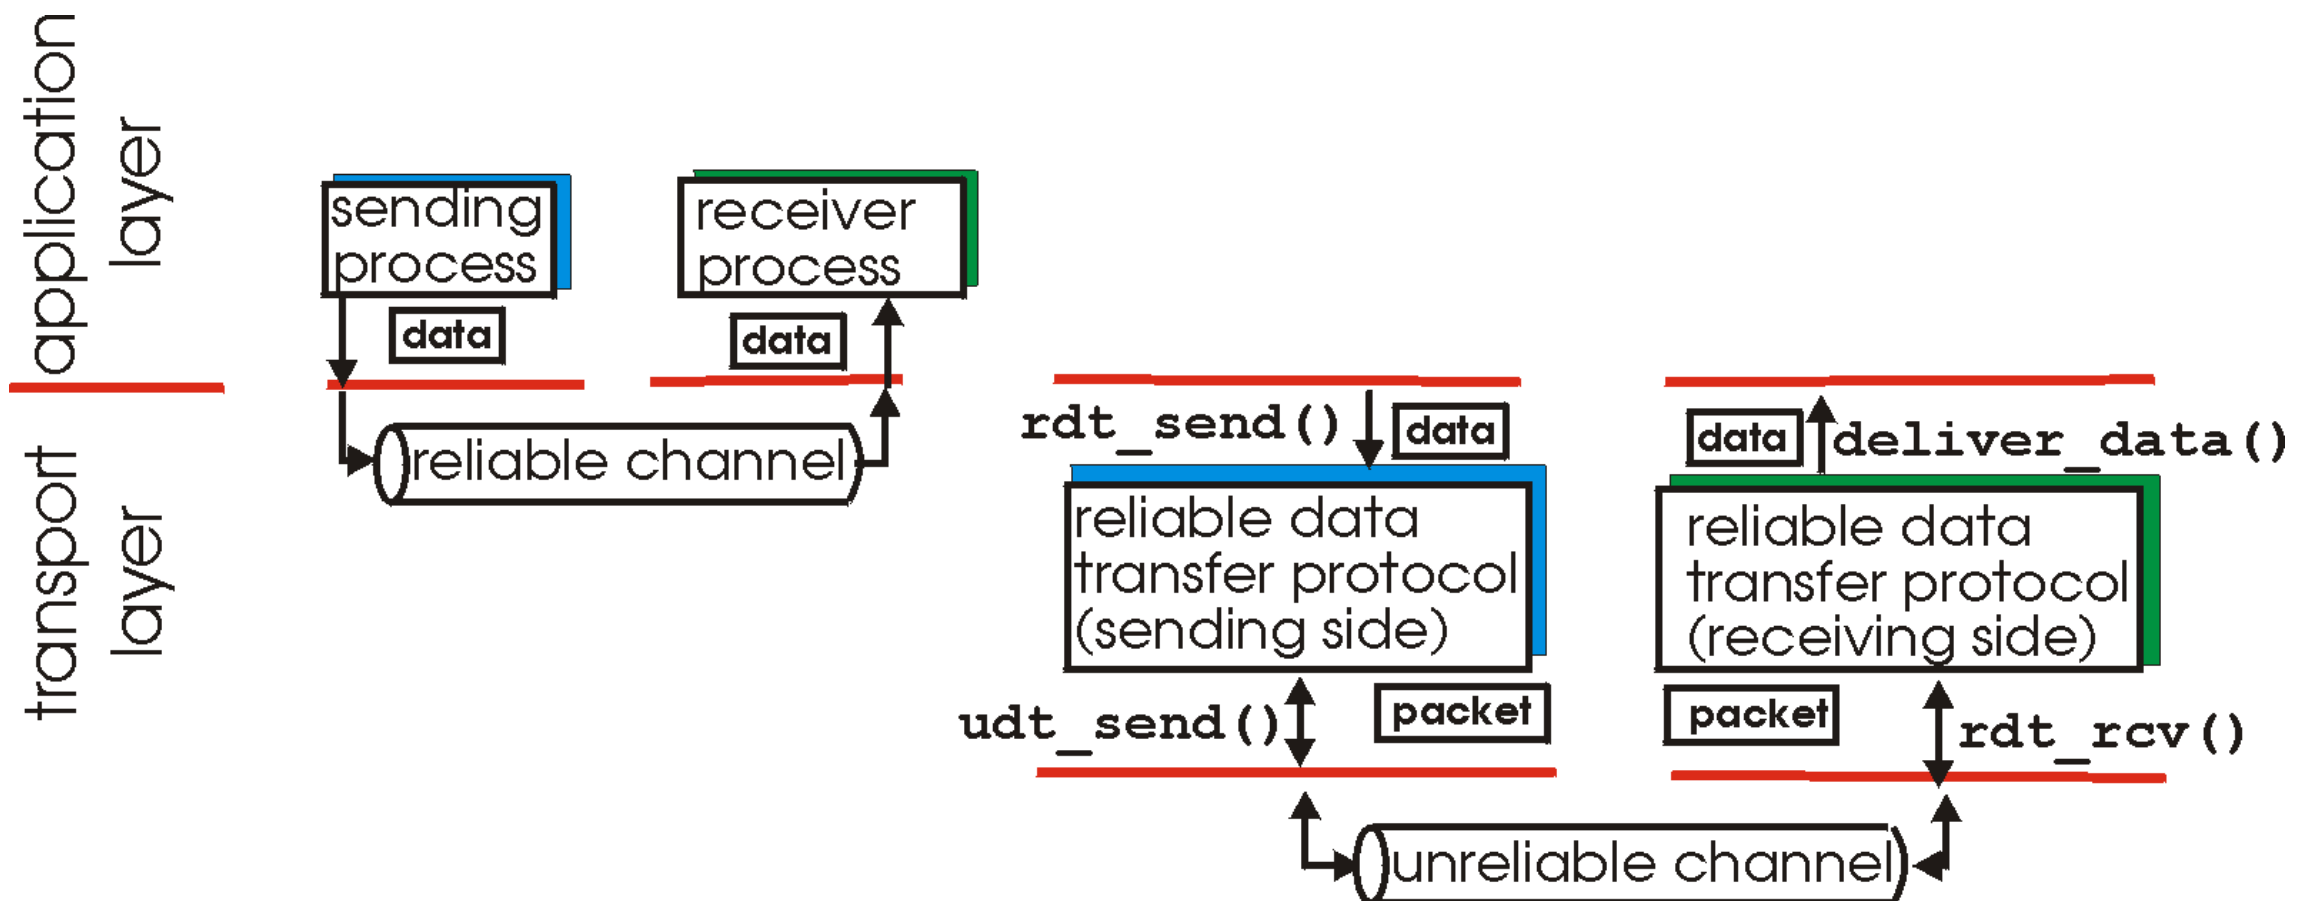 application
layer
transport
layer
sending
process
receiver
process
data
data
reliable channel
rdt_send()
data
data
deliver_data()
reliable data
transfer protocol
(sending side)
reliable data
transfer protocol
(receiving side)
udt_send()
packet
packet
rdt_rcv()
unreliable channel